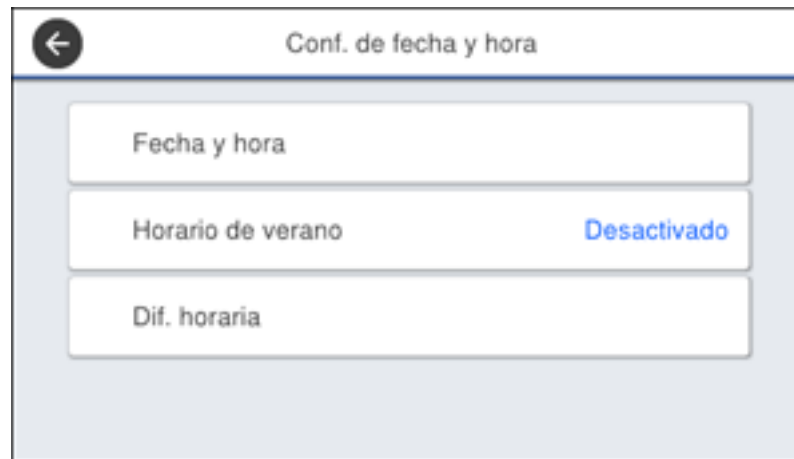 Conf. de fecha y hora
Fecha y hora
Horario de verano Desactivado
Dif. horaria